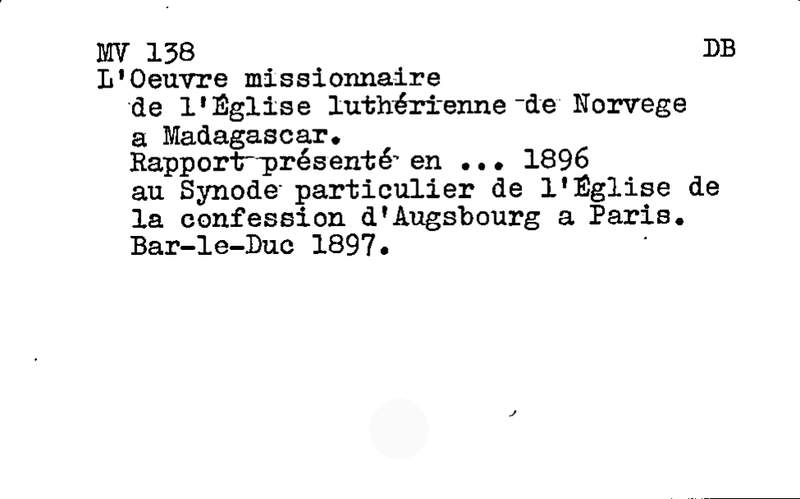 MV 138 DB
L'Oeuvre missionnaire
de l'Église luthérienne de Norvege
a Madagascar.
Rapport présenté en ... 1896
au Synode particulier de l'Église de
la confession d'Augsbourg a Paris.
Bar-le-Duc 1897.